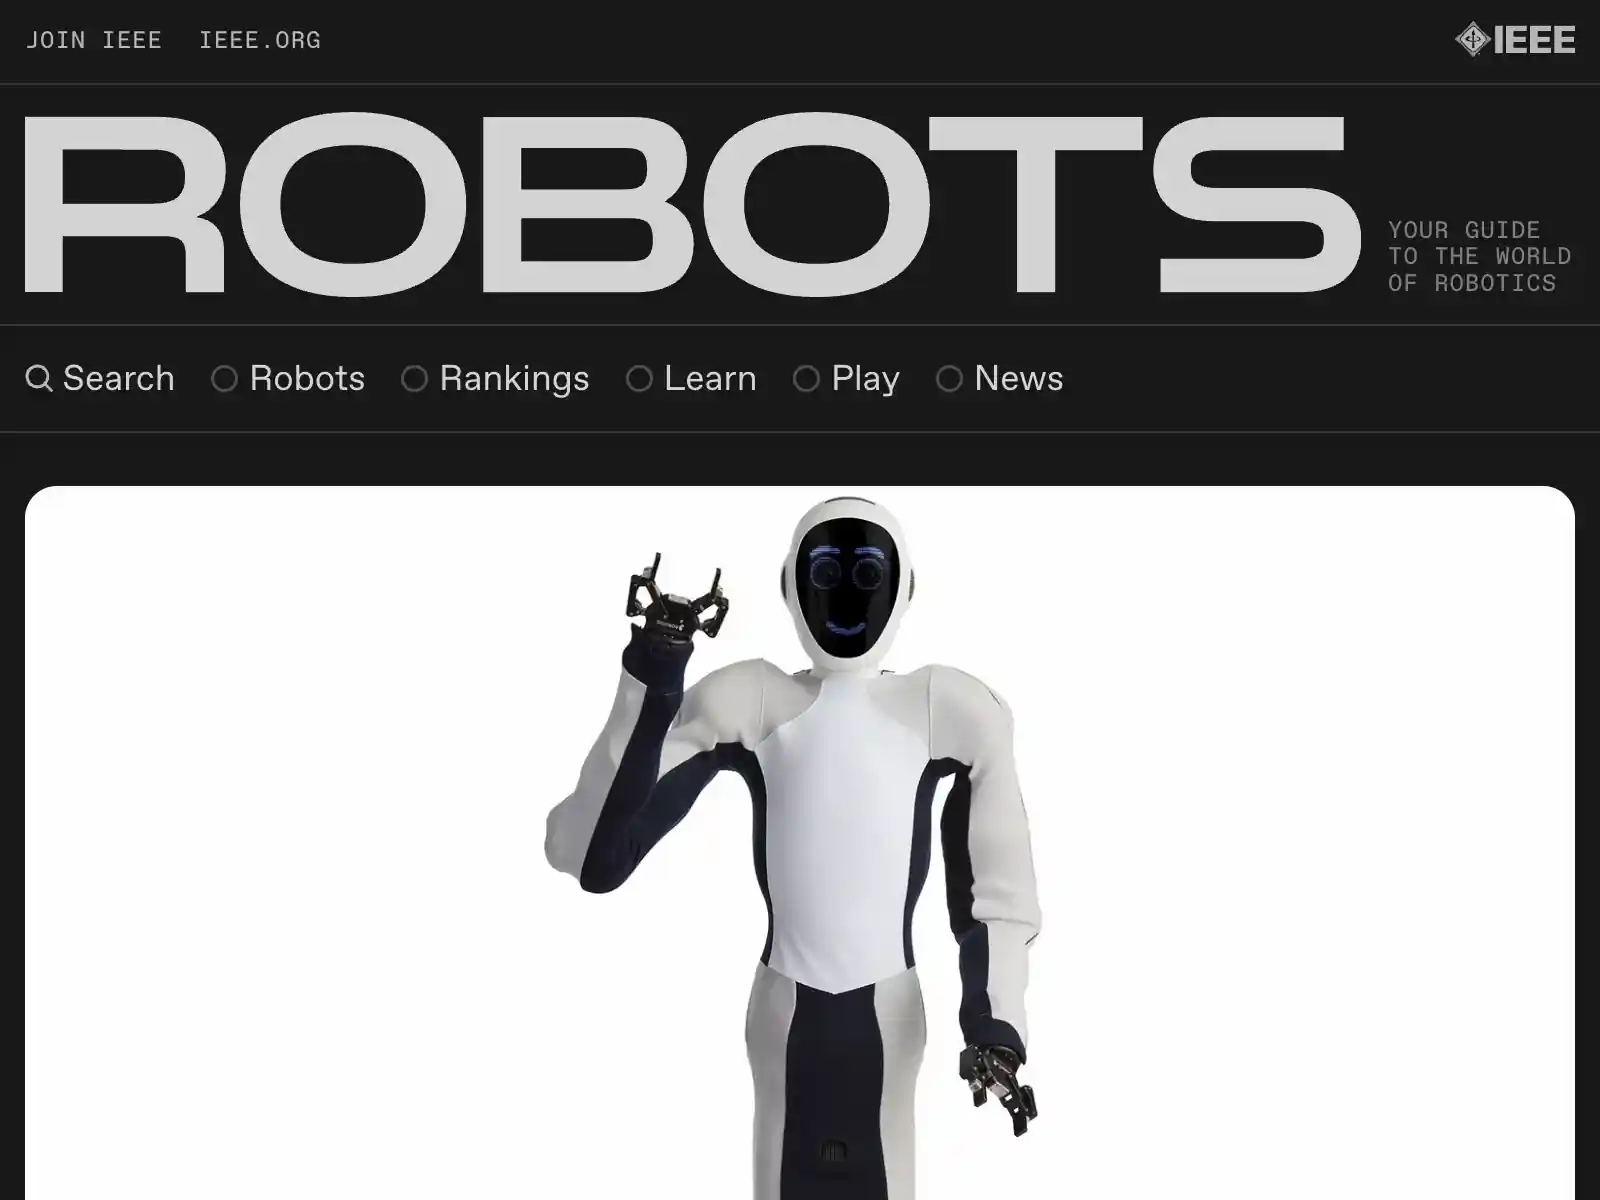 JOIN IEEE IEEE.ORG
IEEE
ROBOTS
YOUR GUIDE
TO THE WORLD
OF ROBOTICS
Search Robots Rankings Learn Play News